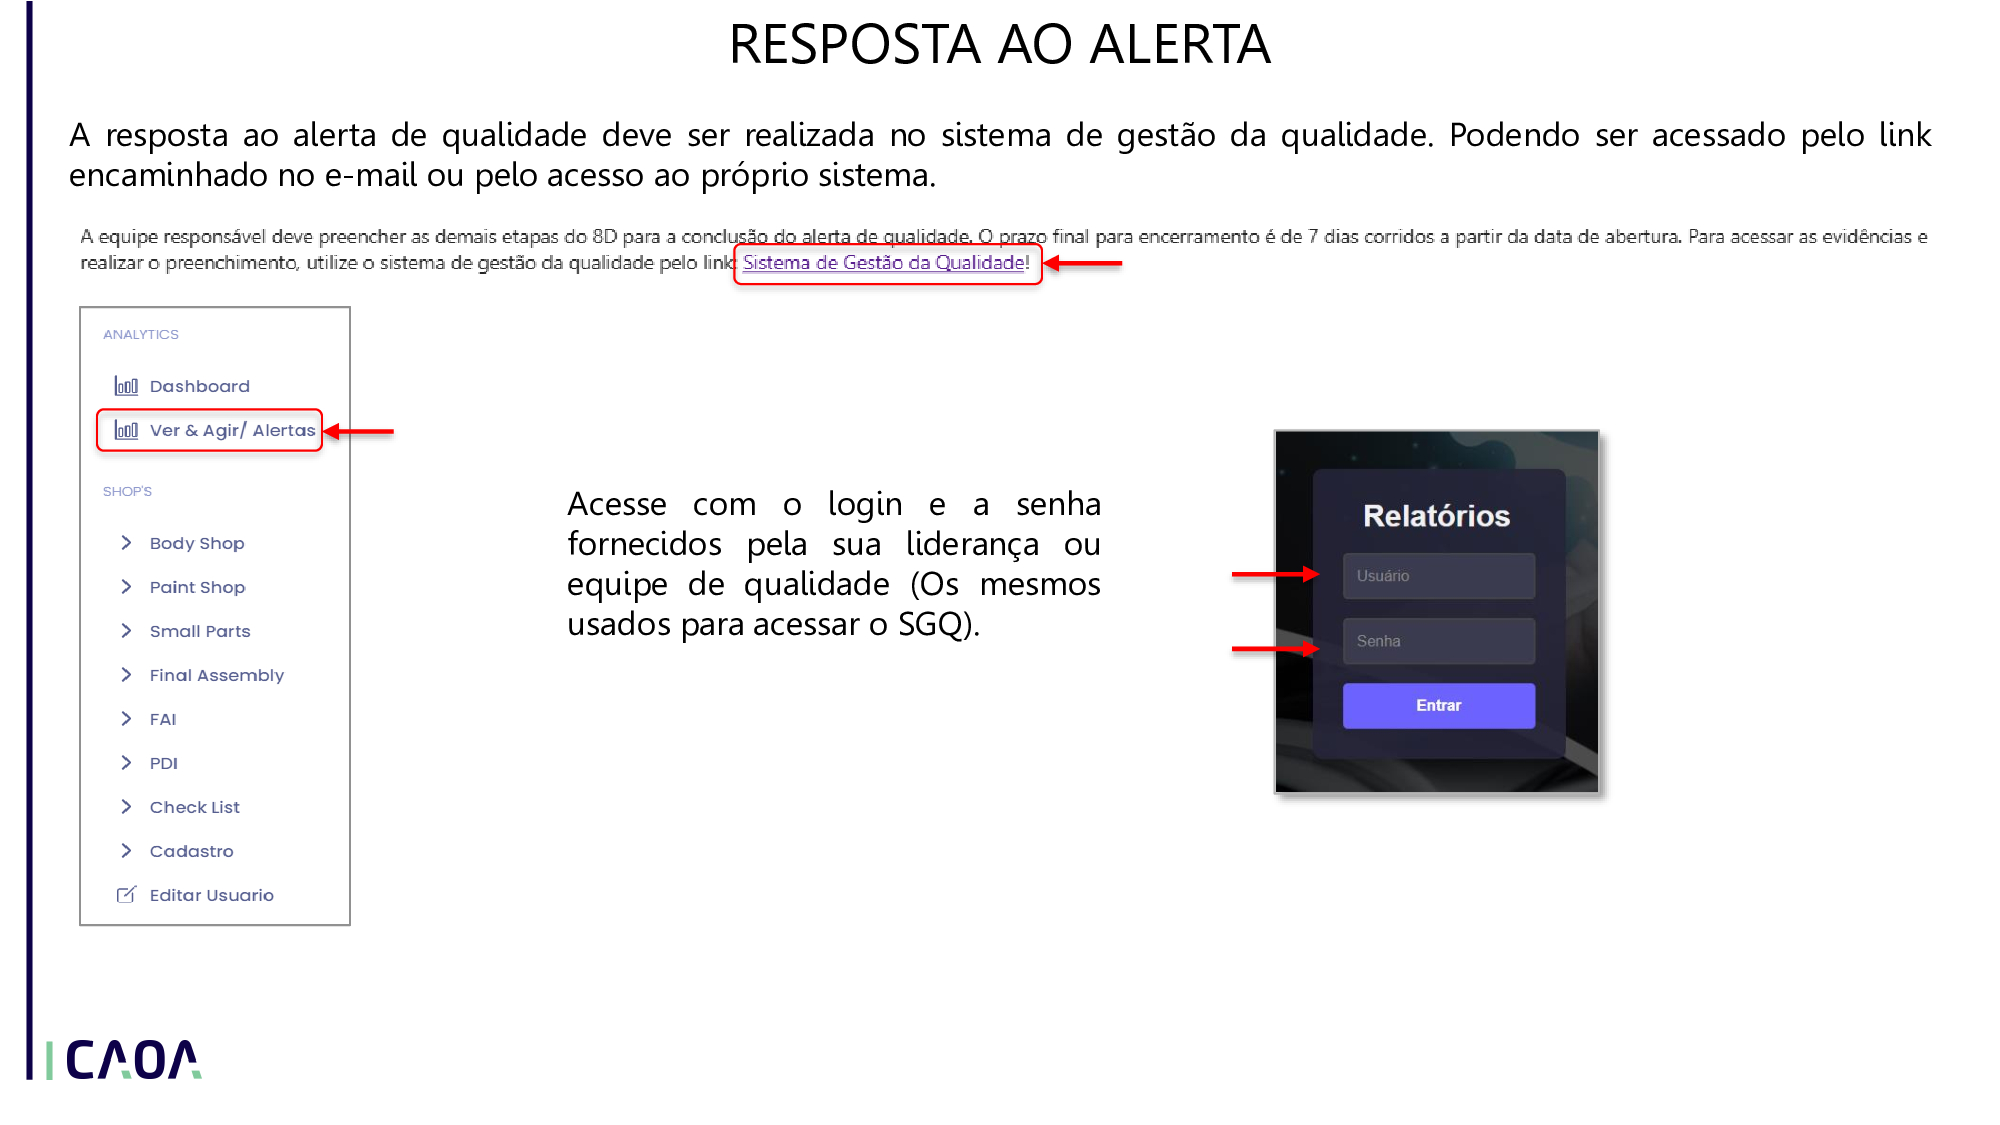 RESPOSTA AO ALERTA
A resposta ao alerta de qualidade deve ser realizada no sistema de gestão da qualidade. Podendo ser acessado pelo link
encaminhado no e-mail ou pelo acesso ao próprio sistema.
A equipe responsável deve preencher as demais etapas do 8D para a conclusão do alerta de qualidade. O prazo final para encerramento é de 7 dias corridos a partir da data de abertura. Para acessar as evidências e
realizar o preenchimento, utilize o sistema de gestão da qualidade pelo link: Sistema de Gestão da Qualidade!
ANALYTICS
Dashboard
Ver & Agir/ Alertas
SHOP'S
Body Shop
Paint Shop
Small Parts
Final Assembly
FAI
PDI
Check List
Cadastro
Editar Usuario
Acesse com o login e a senha
fornecidos pela sua liderança ou
equipe de qualidade (Os mesmos
usados para acessar o SGQ).
Relatórios
Usuário
Senha
Entrar
CAOA